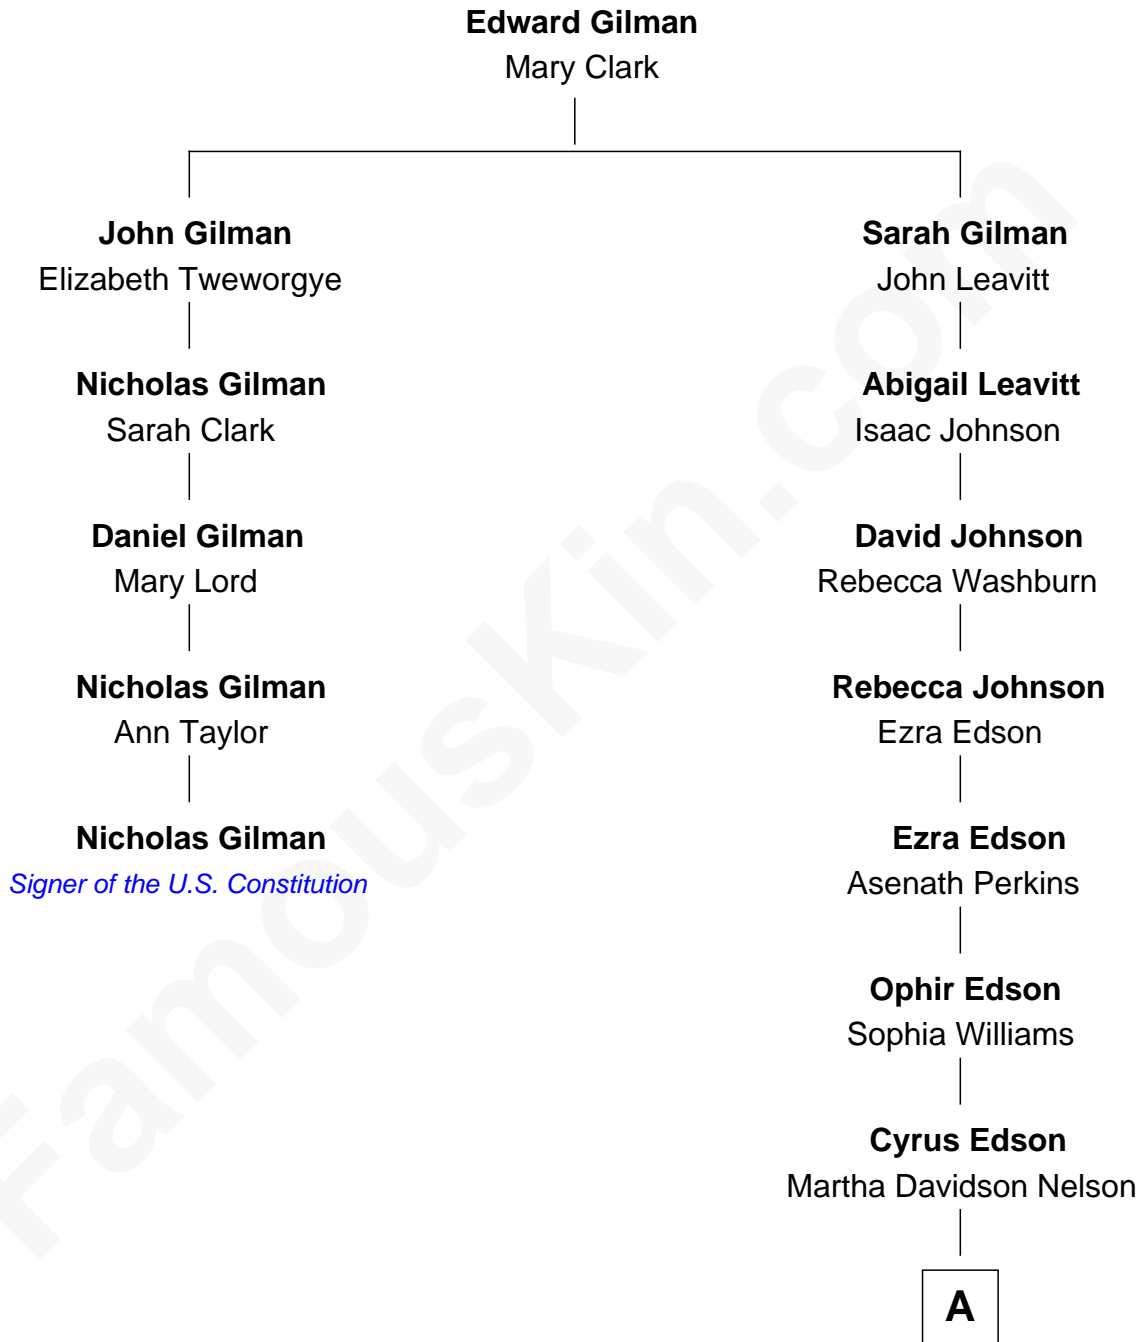 Edward Gilman
Mary Clark
John Gilman
Elizabeth Tweworgye
Nicholas Gilman
Sarah Clark
Daniel Gilman
Mary Lord
Nicholas Gilman
Ann Taylor
Nicholas Gilman
Signer of the U.S. Constitution
Sarah Gilman
John Leavitt
Abigail Leavitt
Isaac Johnson
David Johnson
Rebecca Washburn
Rebecca Johnson
Ezra Edson
Ezra Edson
Asenath Perkins
Ophir Edson
Sophia Williams
Cyrus Edson
Martha Davidson Nelson
A
FamousKin.com